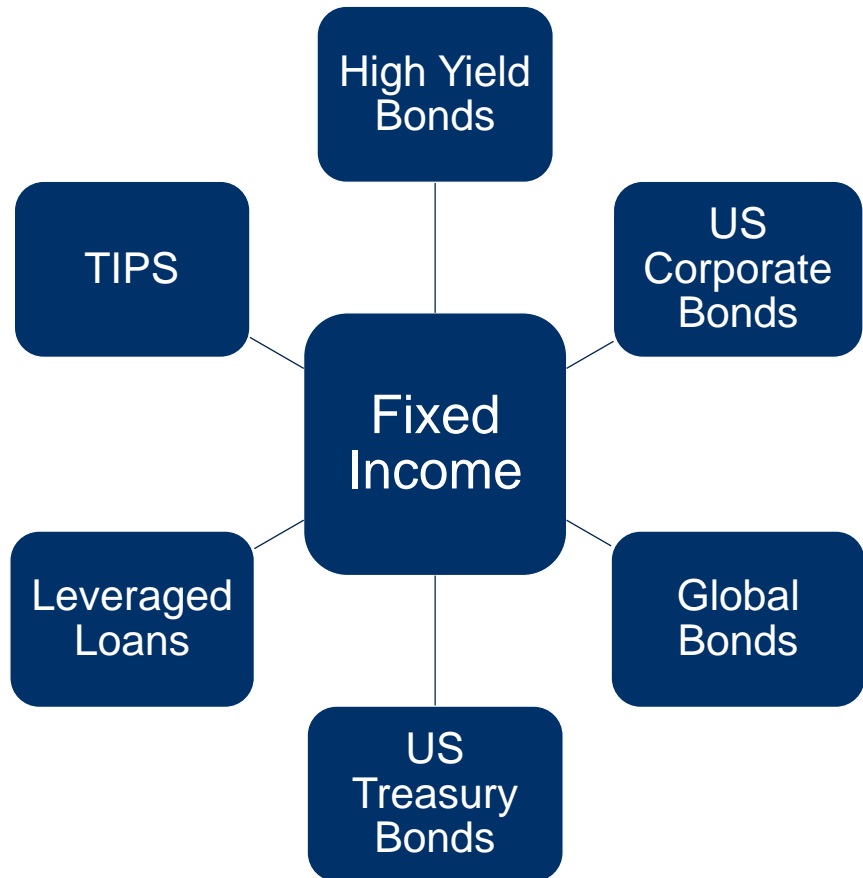 High Yield
Bonds
TIPS
US
Corporate
Bonds
Fixed
Income
Leveraged
Loans
Global
Bonds
US
Treasury
Bonds